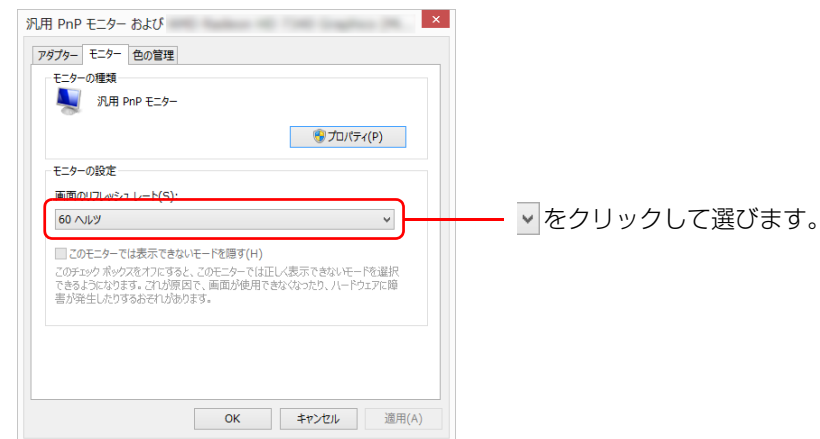 汎用 PnP モニター および
アダプター モニター 色の管理
モニターの種類
汎用 PnP モニター
プロパティ(P)
モニターの設定
画面のリフレッシュ レート(S):
60 ヘルツ
をクリックして選びます。
このモニターでは表示できないモードを隠す(H)
このチェック ボックスをオフにすると、このモニターでは正しく表示できないモードを選択
できるようになります。これが原因で、画面が使用できなくなったり、ハードウェアに障
害が発生したりするおそれがあります。
OK キャンセル 適用(A)